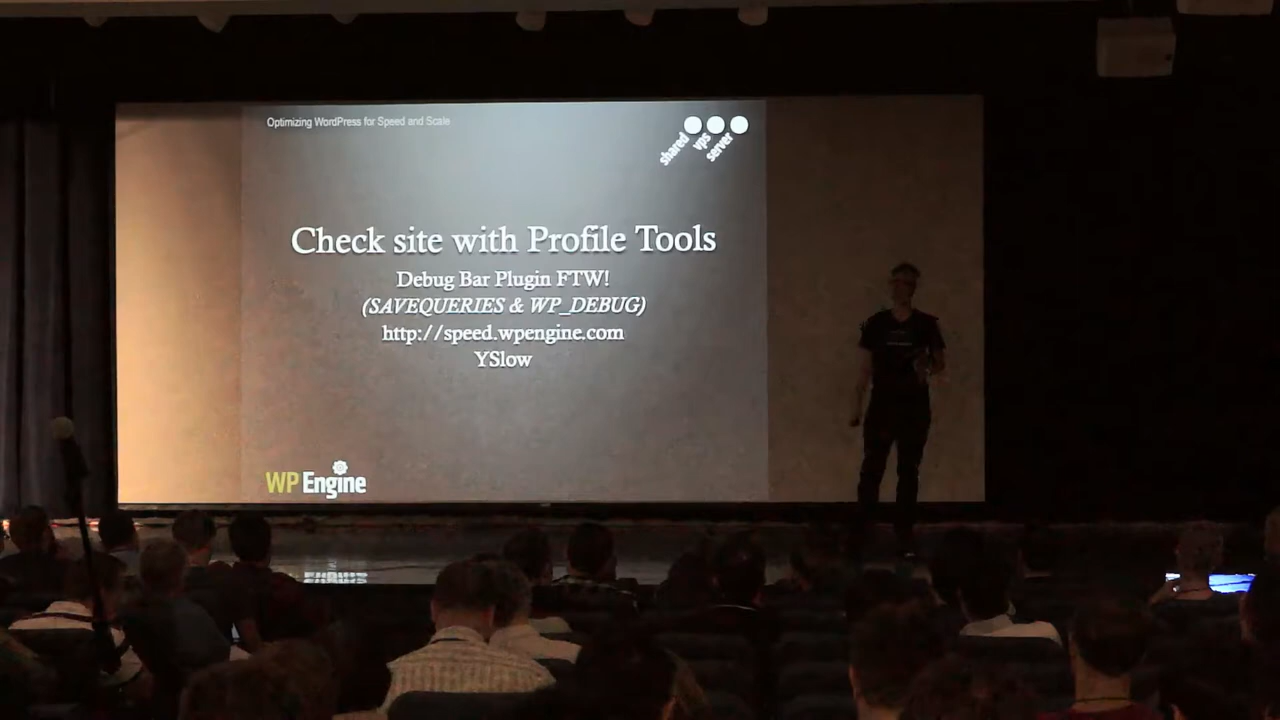 Optimizing WordPress for Speed and Scale
shared vps server
Check site with Profile Tools
Debug Bar Plugin FTW!
(SAVEQUERIES & WP_DEBUG)
http://speed.wpengine.com
YSlow
WP Engine